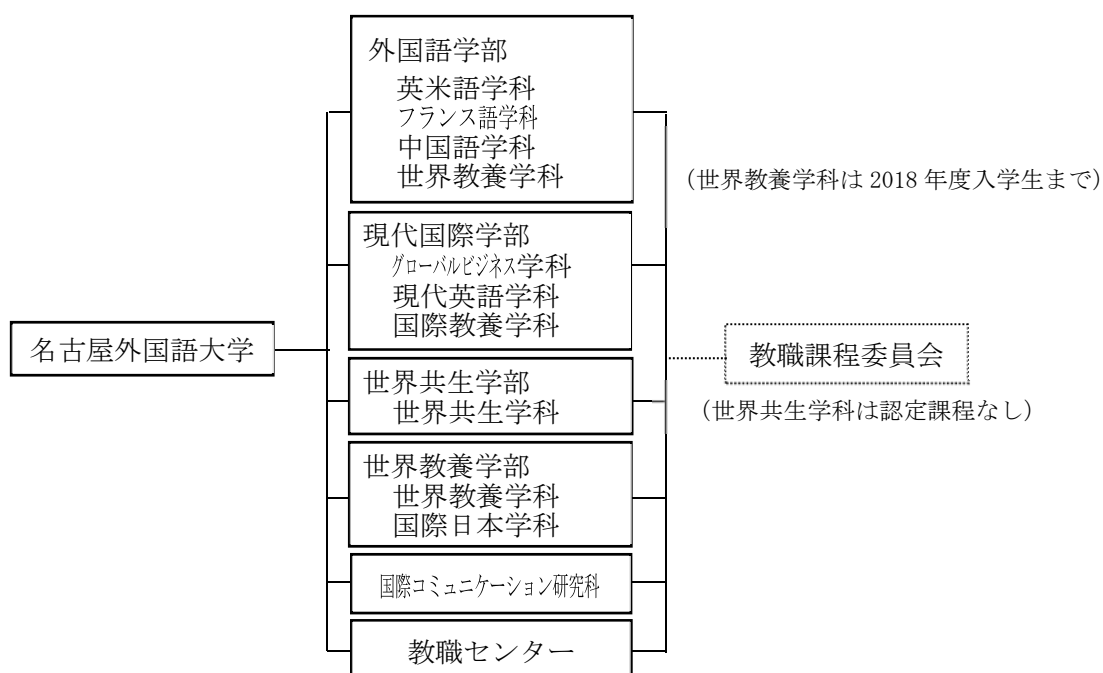 外国語学部
英米語学科
フランス語学科
中国語学科
世界教養学科
(世界教養学科は 2018 年度入学生まで)
現代国際学部
グローバルビジネス学科
現代英語学科
国際教養学科
名古屋外国語大学
教職課程委員会
世界共生学部
世界共生学科
(世界共生学科は認定課程なし)
世界教養学部
世界教養学科
国際日本学科
国際コミュニケーション研究科
教職センター